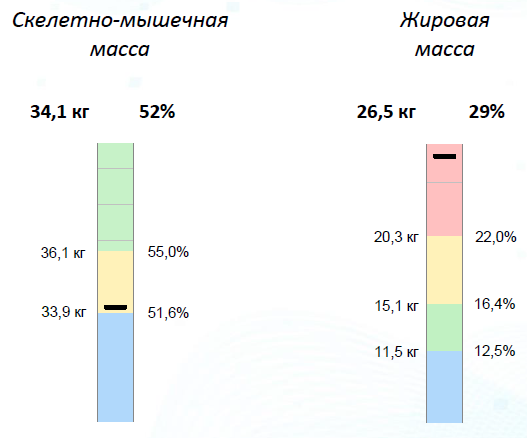 Скелетно-мышечная
масса
34,1 кг 52%
36,1 кг 55,0%
33,9 кг 51,6%
Жировая
масса
26,5 кг 29%
20,3 кг 22,0%
15,1 кг 16,4%
11,5 кг 12,5%